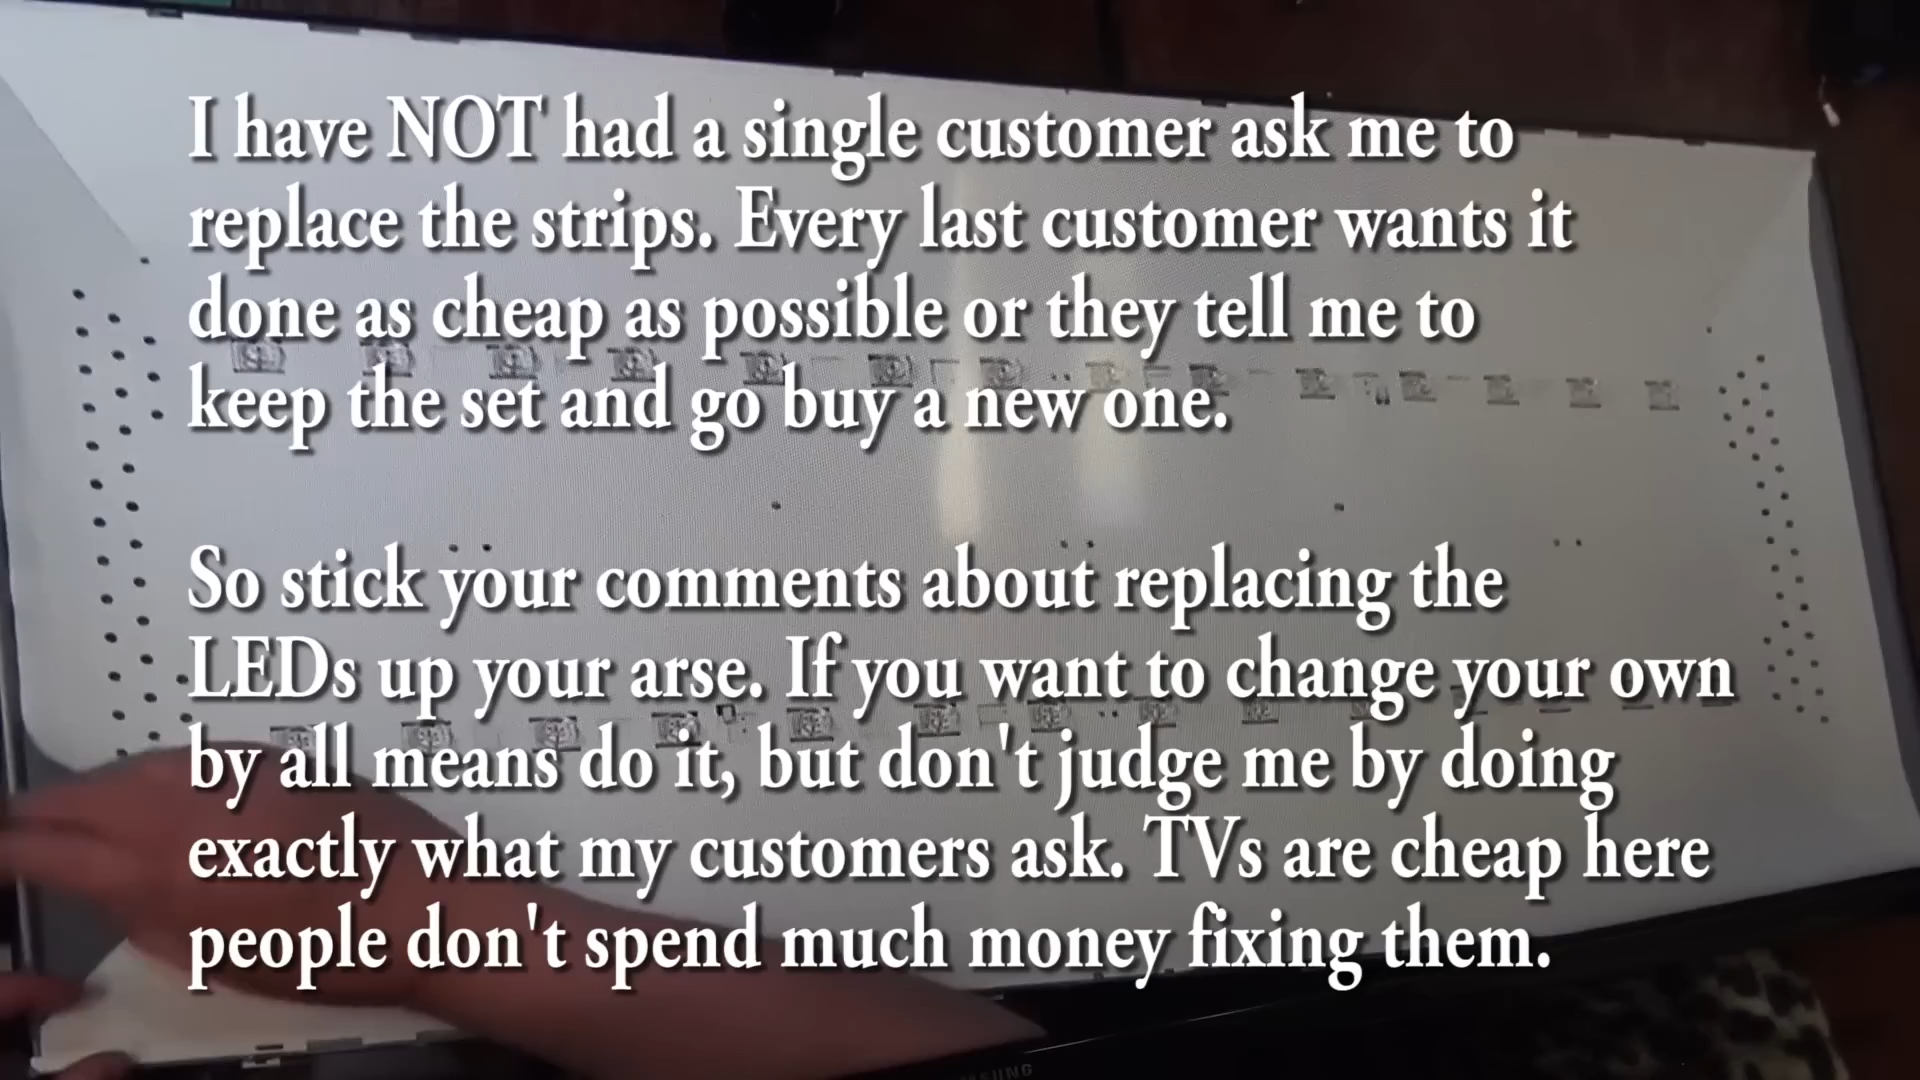 I have NOT had a single customer ask me to
replace the strips. Every last customer wants it
done as cheap as possible or they tell me to
keep the set and go buy a new one.
So stick your comments about replacing the
LEDs up your arse. If you want to change your own
by all means do it, but don't judge me by doing
exactly what my customers ask. TVs are cheap here
people don't spend much money fixing them.